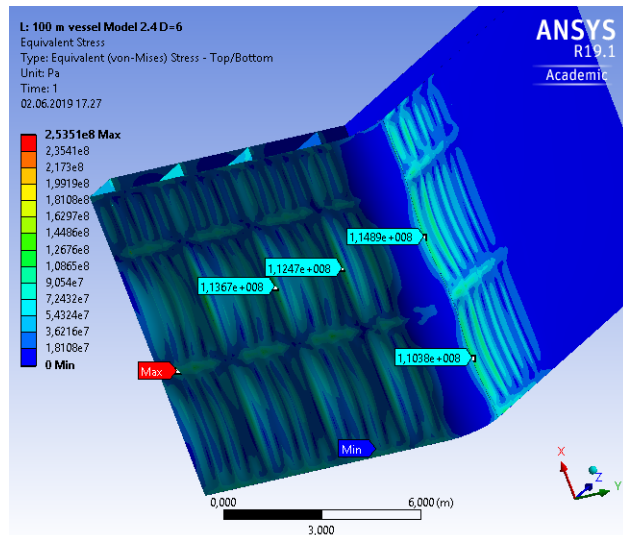 L: 100 m vessel Model 2.4 D=6
Equivalent Stress
Type: Equivalent (von-Mises) Stress - Top/Bottom
Unit: Pa
Time: 1
02.06.2019 17.27
ANSYS
R19.1
Academic
2,5351e8 Max
2,3541e8
2,173e8
1,9919e8
1,8108e8
1,6297e8
1,4486e8
1,2676e8
1,0865e8
9,054e7
7,2432e7
5,4324e7
3,6216e7
1,8108e7
0 Min
1,1489e+008
1,1247e+008
1,1367e+008
1,1038e+008
Max
Min
0,000
6,000 (m)
3,000
X
Z
Y